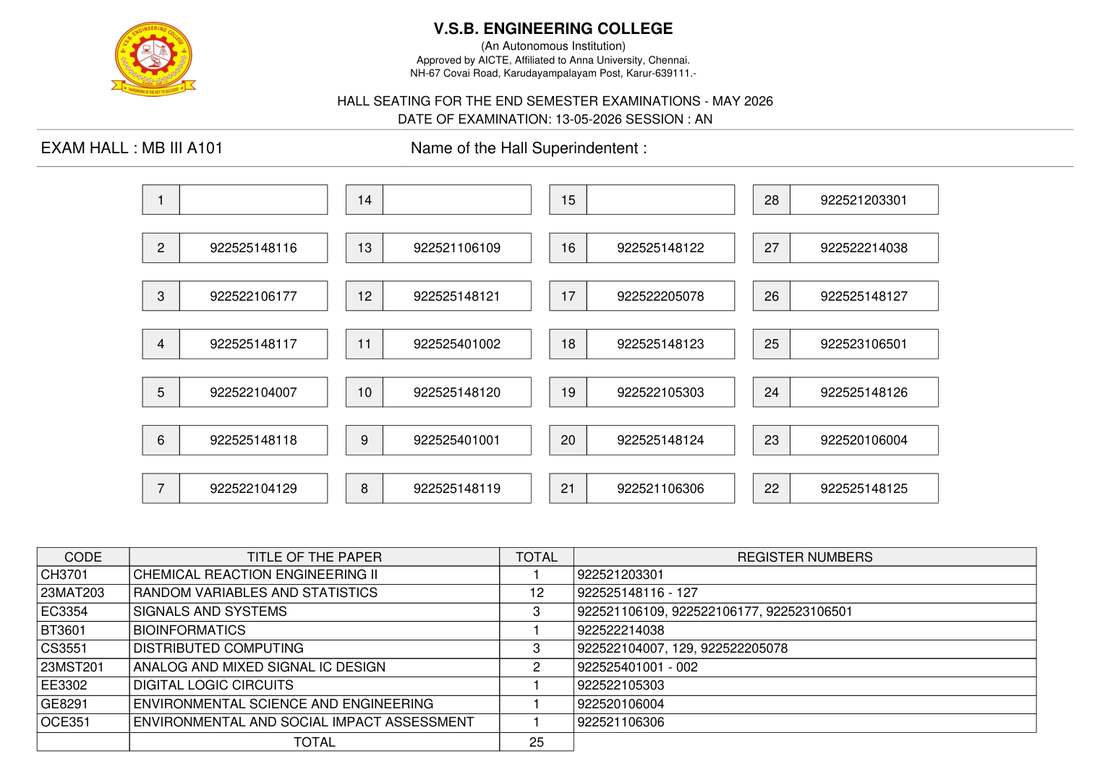 V.S.B. ENGINEERING COLLEGE
(An Autonomous Institution)
Approved by AICTE, Affiliated to Anna University, Chennai.
NH-67 Covai Road, Karudayampalayam Post, Karur-639111.-
HALL SEATING FOR THE END SEMESTER EXAMINATIONS - MAY 2026
DATE OF EXAMINATION: 13-05-2026 SESSION : AN
EXAM HALL : MB III A101 Name of the Hall Superindentent :
1 14 15 28 922521203301
2 922525148116 13 922521106109 16 922525148122 27 922522214038
3 922522106177 12 922525148121 17 922522205078 26 922525148127
4 922525148117 11 922525401002 18 922525148123 25 922523106501
5 922522104007 10 922525148120 19 922522105303 24 922525148126
6 922525148118 9 922525401001 20 922525148124 23 922520106004
7 922522104129 8 922525148119 21 922521106306 22 922525148125
CODE TITLE OF THE PAPER TOTAL REGISTER NUMBERS
CH3701 CHEMICAL REACTION ENGINEERING II 1 922521203301
23MAT203 RANDOM VARIABLES AND STATISTICS 12 922525148116 - 127
EC3354 SIGNALS AND SYSTEMS 3 922521106109, 922522106177, 922523106501
BT3601 BIOINFORMATICS 1 922522214038
CS3551 DISTRIBUTED COMPUTING 3 922522104007, 129, 922522205078
23MST201 ANALOG AND MIXED SIGNAL IC DESIGN 2 922525401001 - 002
EE3302 DIGITAL LOGIC CIRCUITS 1 922522105303
GE8291 ENVIRONMENTAL SCIENCE AND ENGINEERING 1 922520106004
OCE351 ENVIRONMENTAL AND SOCIAL IMPACT ASSESSMENT 1 922521106306
TOTAL 25